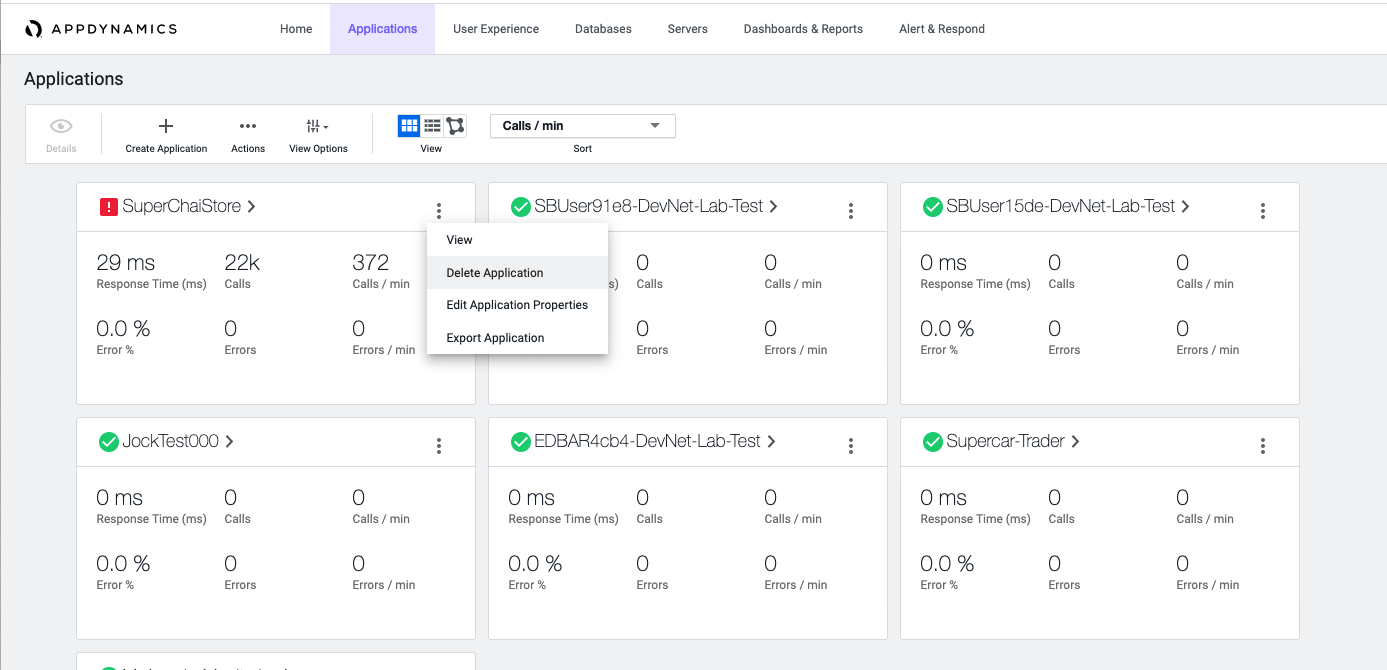 APPDYNAMICS
Home
Applications
User Experience
Databases
Servers
Dashboards & Reports
Alert & Respond
Applications
Details
Create Application
Actions
View Options
View
Calls / min
Sort
SuperChaiStore
29 ms
Response Time (ms)
22k
Calls
372
Calls / min
0.0 %
Error %
0
Errors
0
Errors / min
View
Delete Application
Edit Application Properties
Export Application
SBUser91e8-DevNet-Lab-Test
s)
0
Calls
0
Calls / min
0
Errors
0
Errors / min
SBUser15de-DevNet-Lab-Test
0 ms
Response Time (ms)
0
Calls
0
Calls / min
0.0 %
Error %
0
Errors
0
Errors / min
JockTest000
0 ms
Response Time (ms)
0
Calls
0
Calls / min
0.0 %
Error %
0
Errors
0
Errors / min
EDBAR4cb4-DevNet-Lab-Test
0 ms
Response Time (ms)
0
Calls
0
Calls / min
0.0 %
Error %
0
Errors
0
Errors / min
Supercar-Trader
0 ms
Response Time (ms)
0
Calls
0
Calls / min
0.0 %
Error %
0
Errors
0
Errors / min